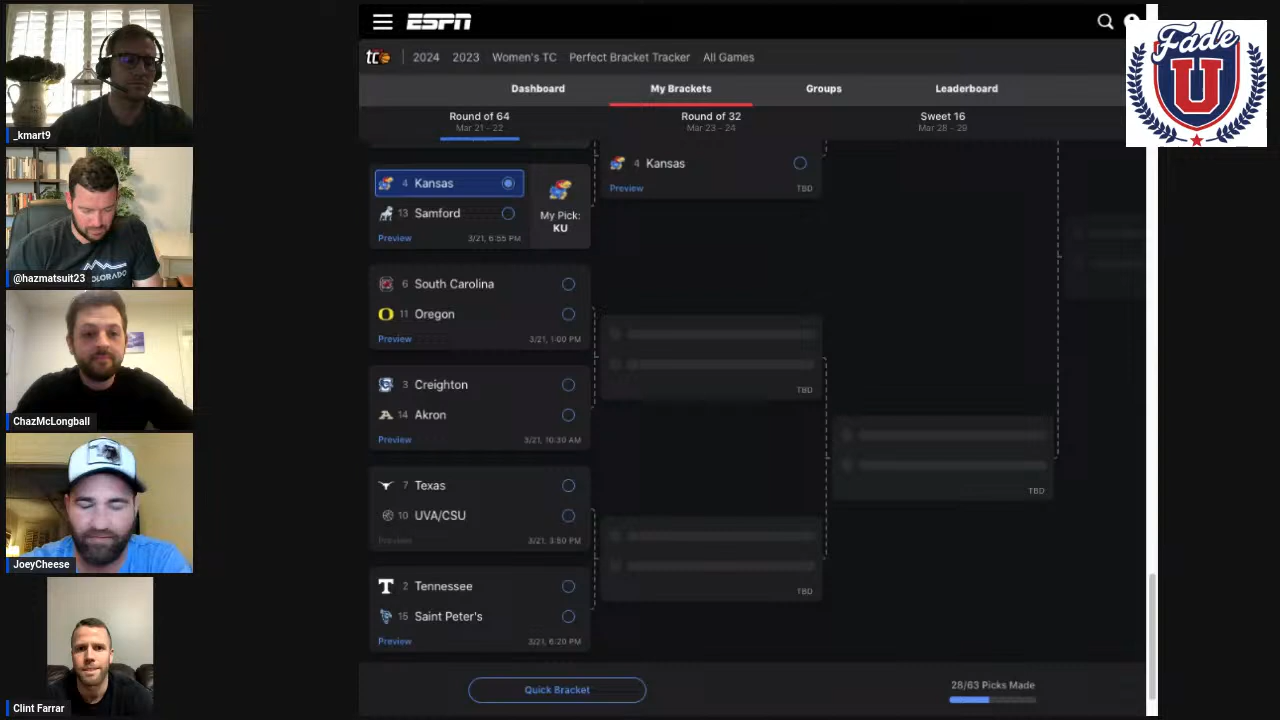 ESPN
Fade
U
tc
2024
2023
Women's TC
Perfect Bracket Tracker
All Games
Dashboard
My Brackets
Groups
Leaderboard
Round of 64
Mar 21 - 22
Round of 32
Mar 23 - 24
Sweet 16
Mar 28 - 29
_kmart9
4 Kansas
13 Samford
Preview
3/21, 6:55 PM
My Pick:
KU
4 Kansas
Preview
TBD
@hazmatsuit23
COLORADO
6 South Carolina
11 Oregon
Preview
3/21, 1:00 PM
3 Creighton
14 Akron
Preview
3/21, 10:30 AM
TBD
ChazMcLongball
7 Texas
10 UVA/CSU
Preview
3/21, 3:50 PM
TBD
JoeyCheese
2 Tennessee
15 Saint Peter's
Preview
3/21, 6:20 PM
TBD
Clint Farrar
Quick Bracket
28/63 Picks Made